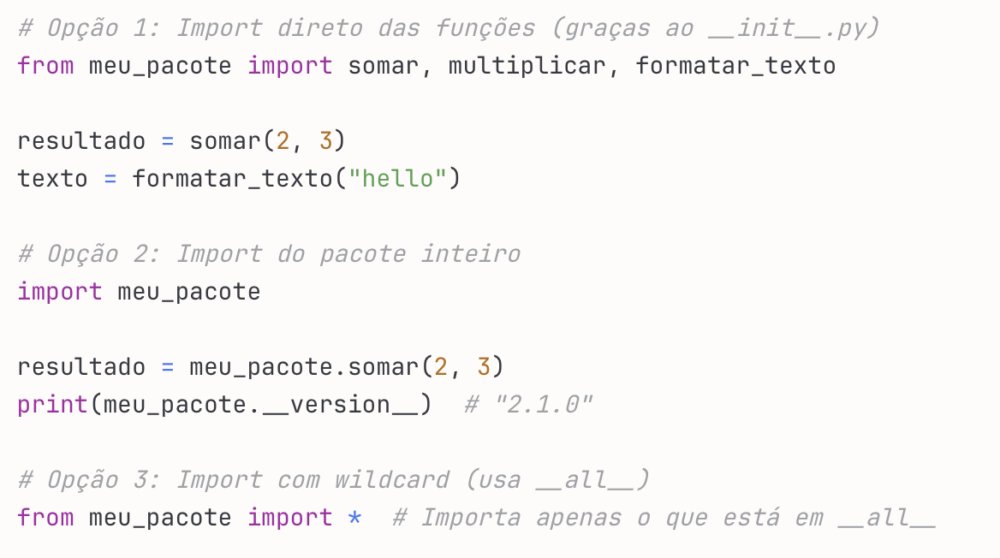 # Opção 1: Import direto das funções (graças ao __init__.py)
from meu_pacote import somar, multiplicar, formatar_texto
resultado = somar(2, 3)
texto = formatar_texto("hello")
# Opção 2: Import do pacote inteiro
import meu_pacote
resultado = meu_pacote.somar(2, 3)
print(meu_pacote.__version__)  # "2.1.0"
# Opção 3: Import com wildcard (usa __all__)
from meu_pacote import *  # Importa apenas o que está em __all__